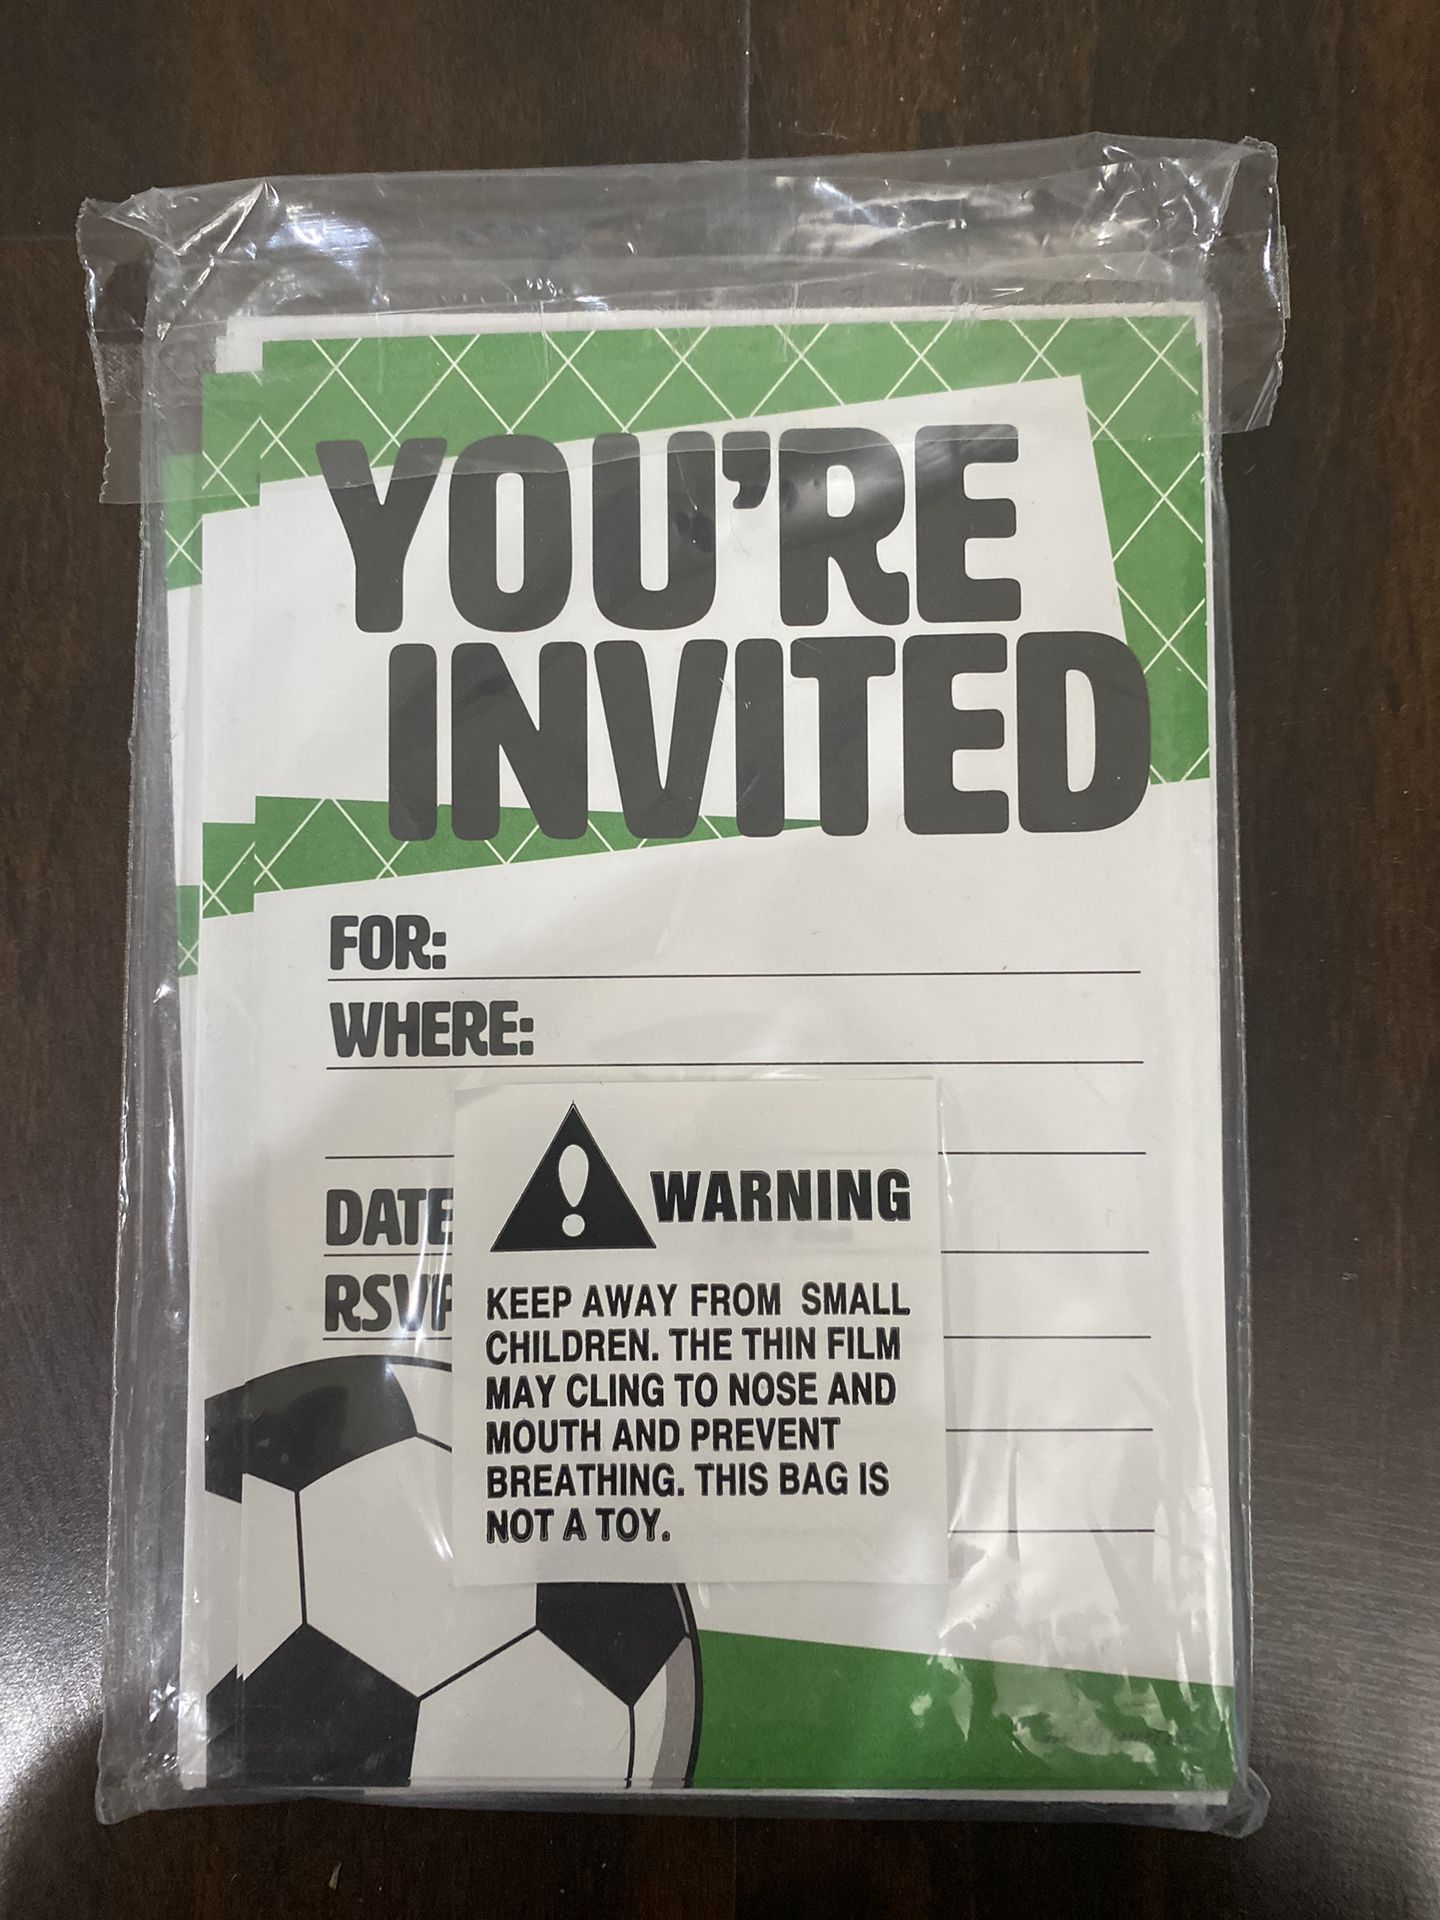 YOU'RE
INVITED
FOR:
WHERE:
DATE
RSVP
WARNING
KEEP AWAY FROM SMALL
CHILDREN. THE THIN FILM
MAY CLING TO NOSE AND
MOUTH AND PREVENT
BREATHING. THIS BAG IS
NOT A TOY.